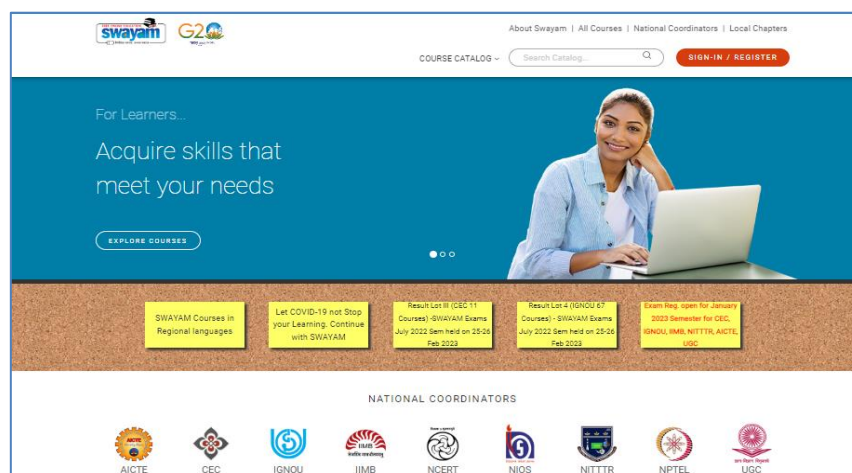 swayam
G20
About Swayam | All Courses | National Coordinators | Local Chapters
COURSE CATALOG
Search Catalog...
SIGN-IN / REGISTER
For Learners...
Acquire skills that
meet your needs
EXPLORE COURSES
SWAYAM Courses in
Regional languages
Let COVID-19 not Stop
your Learning. Continue
with SWAYAM
Result Lot III (CEC 11
Courses) -SWAYAM Exams
July 2022 Sem held on 25-26
Feb 2023
Result Lot 4 (IGNOU 67
Courses) - SWAYAM Exams
July 2022 Sem held on 25-26
Feb 2023
Exam Reg. open for January
2023 Semester for CEC,
IGNOU, IIMB, NITTTR, AICTE,
UGC
NATIONAL COORDINATORS
AICTE
CEC
IGNOU
IIMB
NCERT
NIOS
NITTTR
NPTEL
UGC